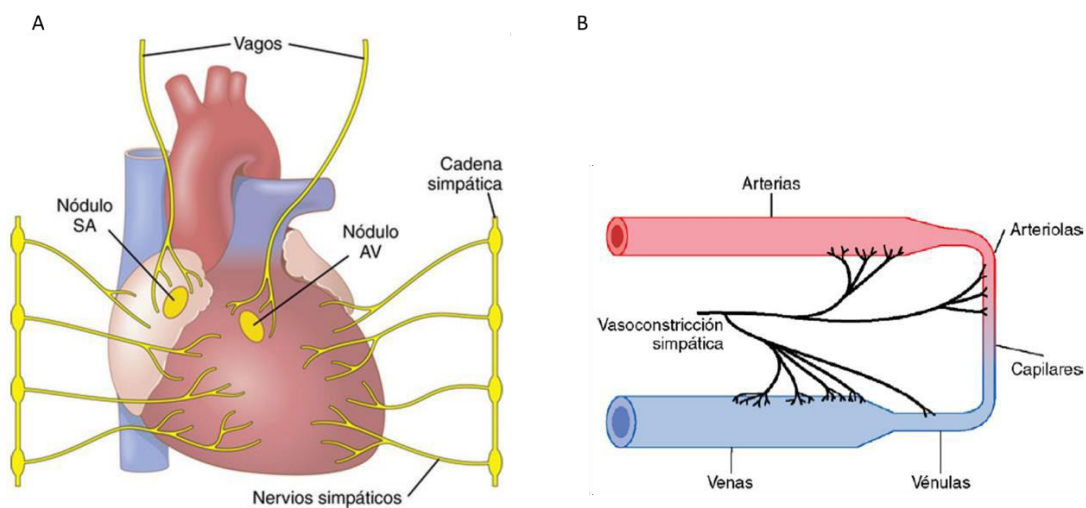 A
Vagos
Cadena
simpática
Nódulo
SA
Nódulo
AV
Nervios simpáticos
B
Arterias
Arteriolas
Vasoconstricción
simpática
Capilares
Venas
Vénulas